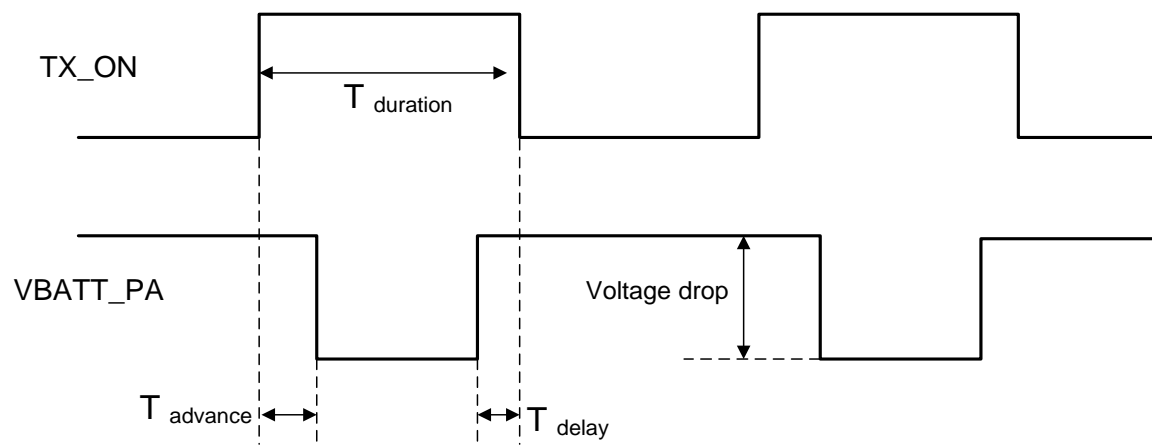 TX_ON
T duration
VBATT_PA
Voltage drop
T advance
T delay